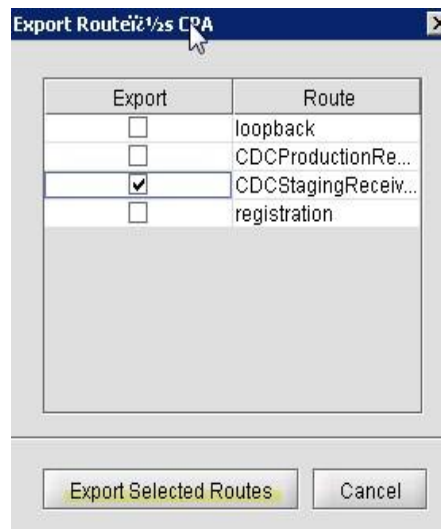 Export Routeï¿½s CPA
Export Route
loopback
CDCProductionRe...
CDCStagingReceiv...
registration
Export Selected Routes Cancel